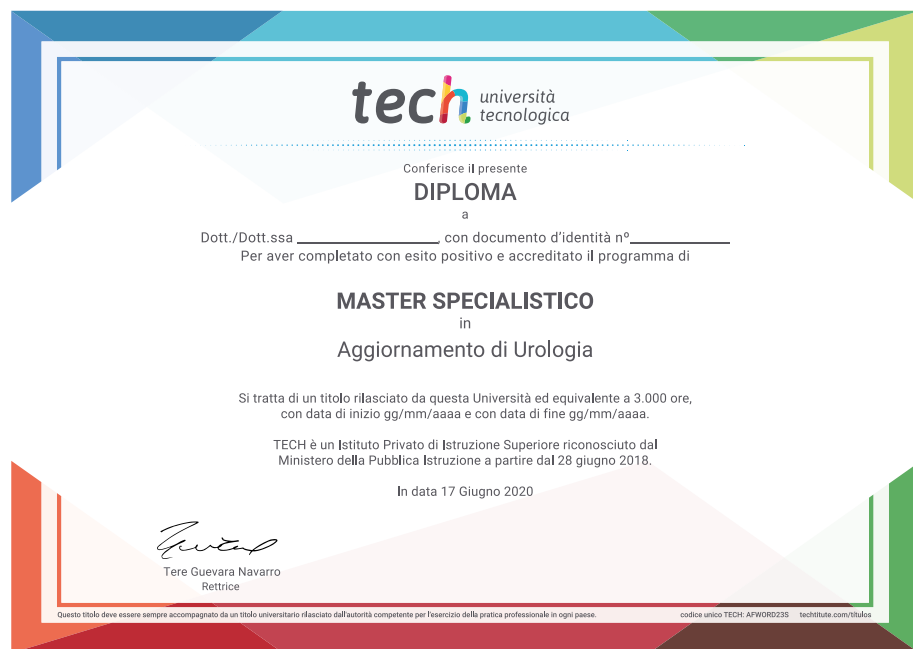 tech università
tecnologica
Conferisce il presente
DIPLOMA
a
Dott./Dott.ssa ____________, con documento d'identità nº____________
Per aver completato con esito positivo e accreditato il programma di
MASTER SPECIALISTICO
in
Aggiornamento di Urologia
Si tratta di un titolo rilasciato da questa Università ed equivalente a 3.000 ore,
con data di inizio gg/mm/aaaa e con data di fine gg/mm/aaaa.
TECH è un Istituto Privato di Istruzione Superiore riconosciuto dal
Ministero della Pubblica Istruzione a partire dal 28 giugno 2018.
In data 17 Giugno 2020
Tere Guevara Navarro
Rettrice
Questo titolo deve essere sempre accompagnato da un titolo universitario rilasciato dall'autorità competente per l'esercizio della pratica professionale in ogni paese. codice unico TECH: AFWORD23S techtitute.com/titulos